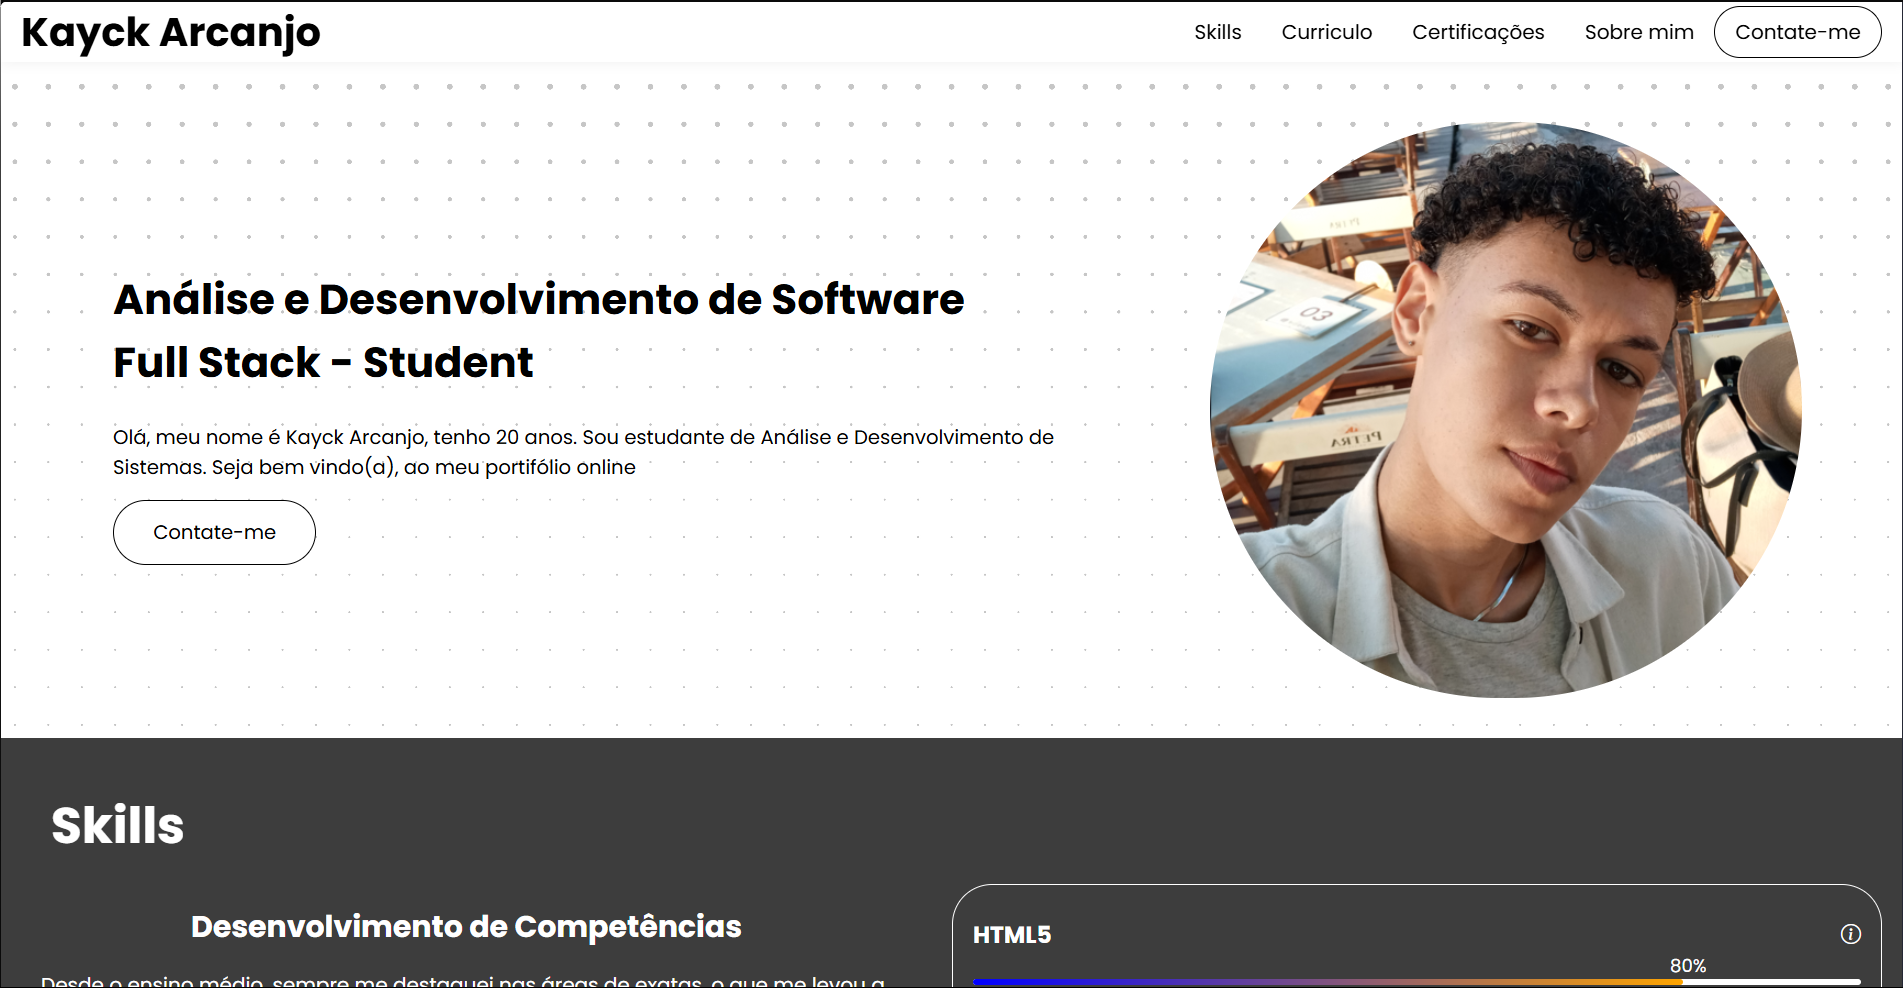 Kayck Arcanjo
Skills
Curriculo
Certificações
Sobre mim
Contate-me
PETRA
03
PETRA
Análise e Desenvolvimento de Software
Full Stack - Student
Olá, meu nome é Kayck Arcanjo, tenho 20 anos. Sou estudante de Análise e Desenvolvimento de
Sistemas. Seja bem vindo(a), ao meu portifólio online
Contate-me
Skills
Desenvolvimento de Competências
HTML5
80%
Desde o ensino médio, sempre me destaquei nas áreas de exatas, o que me levou a